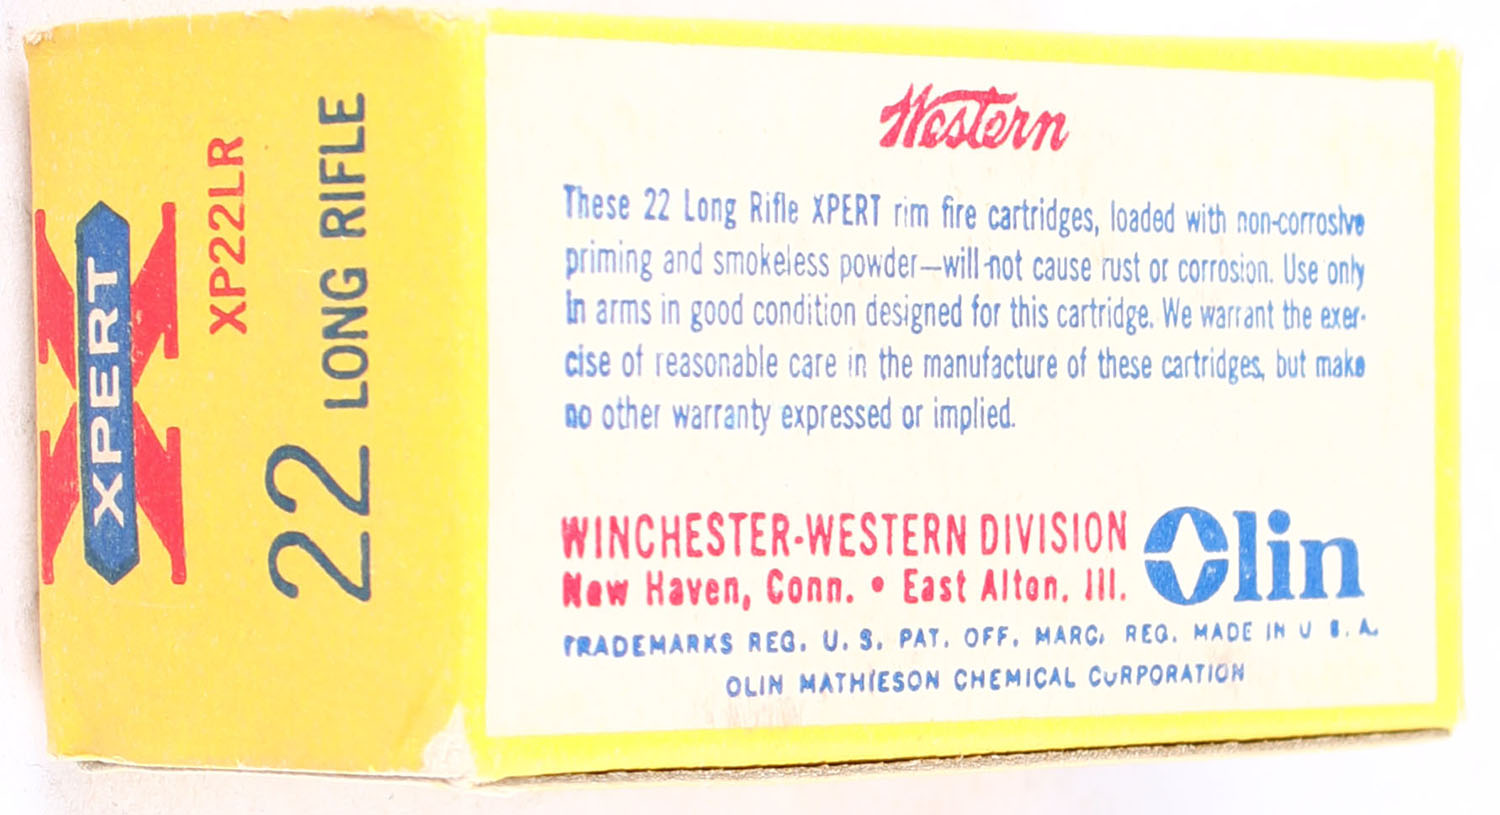 XPERT
XP22LR
22 LONG RIFLE
Western
These 22 Long Rifle XPERT rim fire cartridges, loaded with non-corrosive
priming and smokeless powder—will not cause rust or corrosion. Use only
in arms in good condition designed for this cartridge. We warrant the exer-
cise of reasonable care in the manufacture of these cartridges, but make
no other warranty expressed or implied.
WINCHESTER-WESTERN DIVISION
New Haven, Conn. • East Alton, Ill.
Olin
TRADEMARKS REG. U. S. PAT. OFF. MARC. REG. MADE IN U. S. A.
OLIN MATHIESON CHEMICAL CORPORATION